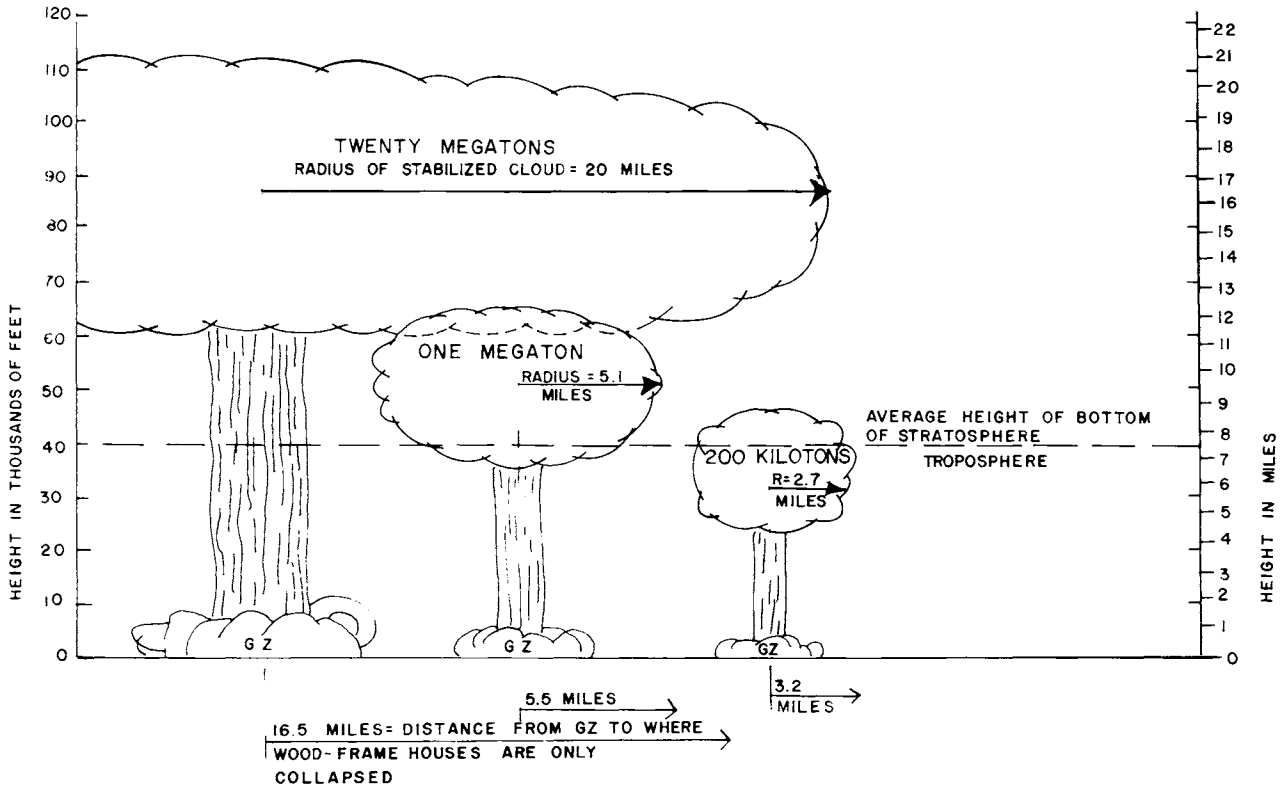 120
110
100
90
80
70
60
50
40
30
20
10
0
HEIGHT IN THOUSANDS OF FEET
TWENTY MEGATONS
RADIUS OF STABILIZED CLOUD= 20 MILES
ONE MEGATON
RADIUS =5.1
MILES
200 KILOTONS
R=2.7
MILES
AVERAGE HEIGHT OF BOTTOM
OF STRATOSPHERE
TROPOSPHERE
GZ
GZ
GZ
22
21
20
19
18
17
16
15
14
13
12
11
10
9
8
7
6
5
4
3
2
1
0
HEIGHT IN MILES
3.2
MILES
5.5 MILES
16.5 MILES= DISTANCE FROM GZ TO WHERE
WOOD-FRAME HOUSES ARE ONLY
COLLAPSED